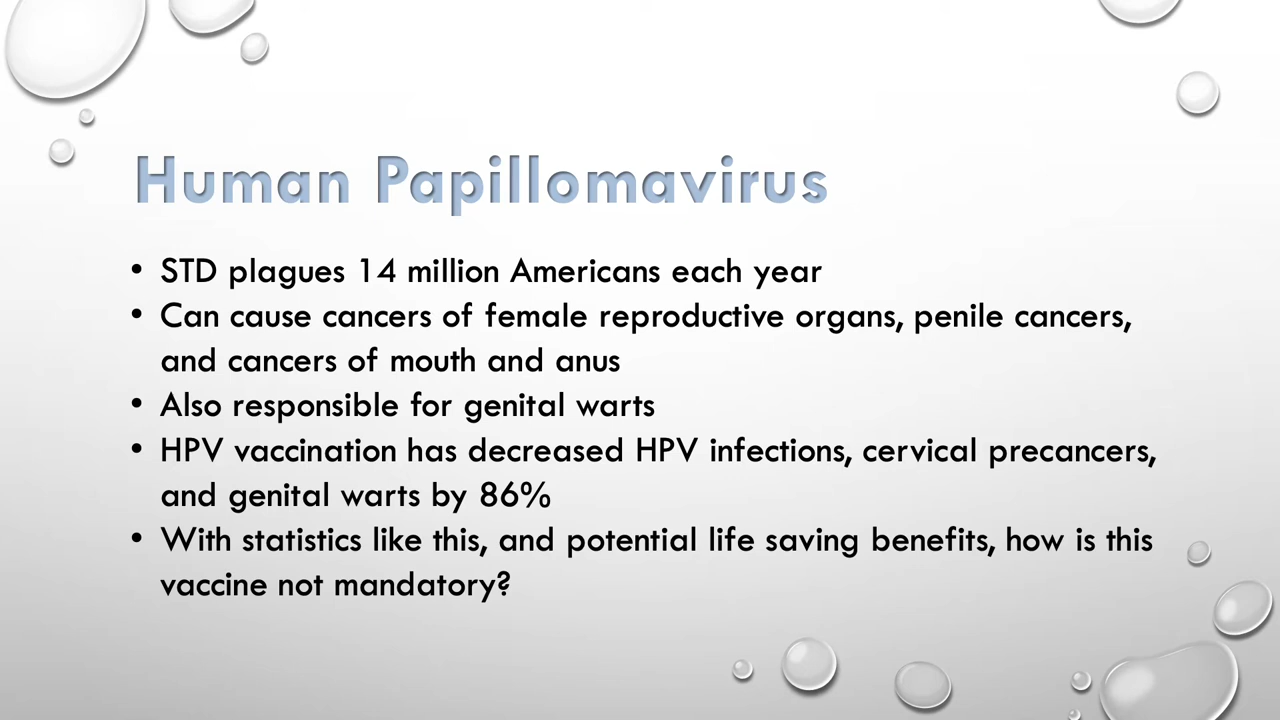 Human Papillomavirus
• STD plagues 14 million Americans each year
• Can cause cancers of female reproductive organs, penile cancers,
and cancers of mouth and anus
• Also responsible for genital warts
• HPV vaccination has decreased HPV infections, cervical precancers,
and genital warts by 86%
• With statistics like this, and potential life saving benefits, how is this
vaccine not mandatory?